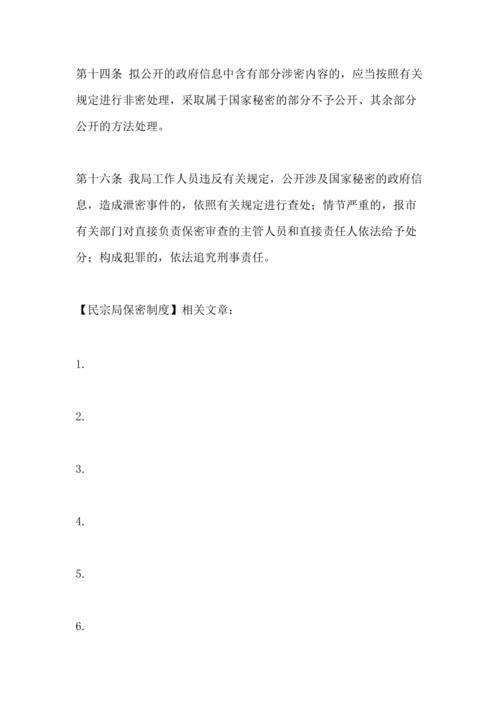 第十四条 拟公开的政府信息中含有部分涉密内容的，应当按照有关
规定进行非密处理，采取属于国家秘密的部分不予公开、其余部分
公开的方法处理。
第十六条 我局工作人员违反有关规定，公开涉及国家秘密的政府信
息，造成泄密事件的，依照有关规定进行查处；情节严重的，报市
有关部门对直接负责保密审查的主管人员和直接责任人依法给予处
分；构成犯罪的，依法追究刑事责任。
【民宗局保密制度】相关文章：
1.
2.
3.
4.
5.
6.